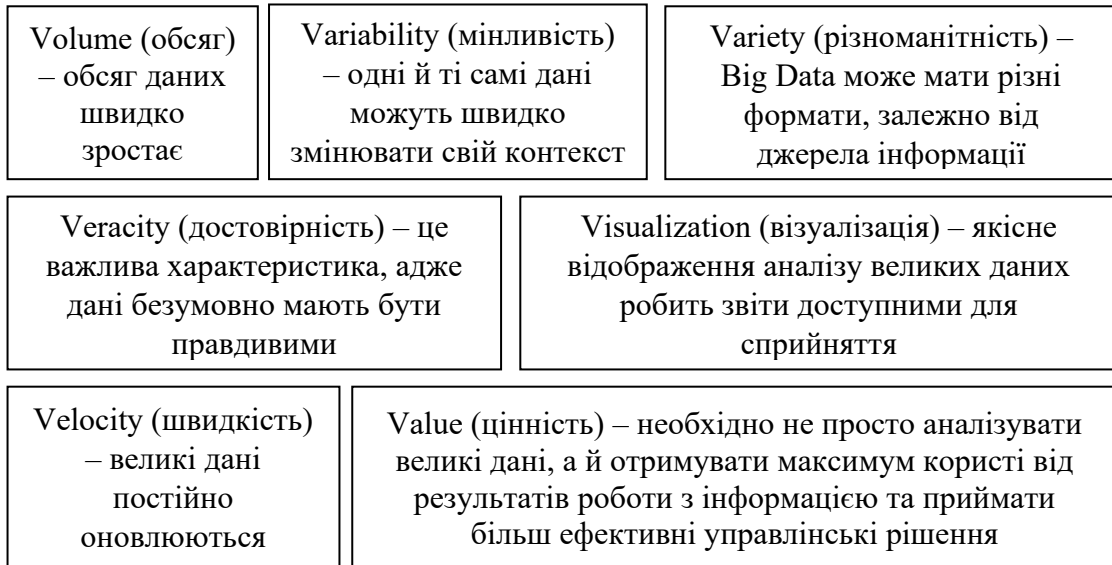 Volume (обсяг)
– обсяг даних
швидко
зростає
Variability (мінливість)
– одні й ті самі дані
можуть швидко
змінювати свій контекст
Variety (різноманітність) –
Big Data може мати різні
формати, залежно від
джерела інформації
Veracity (достовірність) – це
важлива характеристика, адже
дані безумовно мають бути
правдивими
Visualization (візуалізація) – якісне
відображення аналізу великих даних
робить звіти доступними для
сприйняття
Velocity (швидкість)
– великі дані
постійно
оновлюються
Value (цінність) – необхідно не просто аналізувати
великі дані, а й отримувати максимум користі від
результатів роботи з інформацією та приймати
більш ефективні управлінські рішення